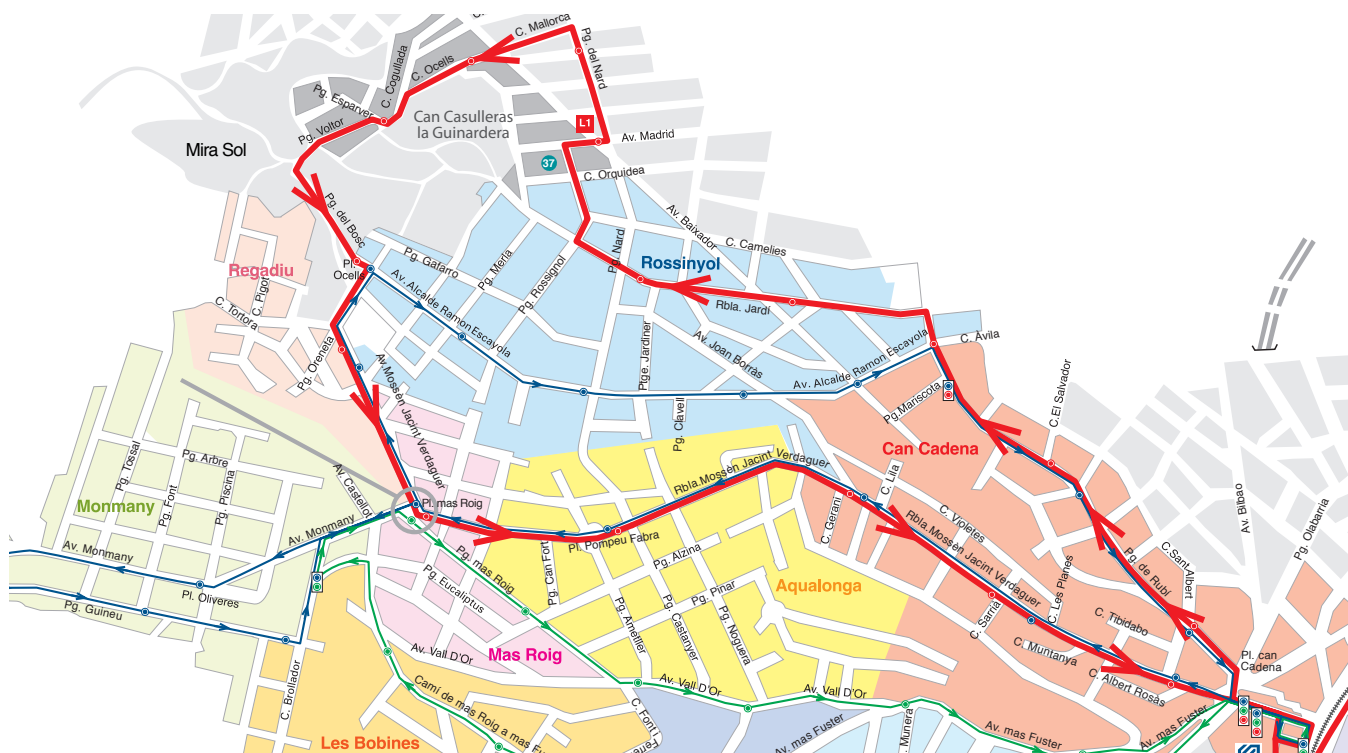 C. Mallorca
Pg. del Nard
C. Ocells
C. Cogullada
Pg. Esparver
Can Casulleras
la Guinardera
L1
Pg. Voltor
Av. Madrid
Mira Sol
37
C. Orquidea
Pg. del Bosc
Av. Baixador
C. Camelies
Pg. Gafarro
Pg. Merla
Pg. Rossignol
Pg. Nard
Rossinyol
Regadiu
Pl.
Ocells
C. Pigot
C. Tortora
Av. Alcalde Ramon Escayola
Rbla. Jardí
Av. Joan Borràs
Ptge. Jardiner
Av. Alcalde Ramon Escayola
C. Àvila
Pg. Oreneta
Av.Mossèn Jacint Verdaguer
Pg.Mariscota
C.El Salvador
Pg. Clavell
Can Cadena
Pg. Tossal
Pg. Arbre
Pg. Font
Pg. Piscina
Av. Castellot
Monmany
Pl. mas Roig
Rbla.Mossèn Jacint Verdaguer
C. Lila
C. Gerani
C. Violetes
Av. Bilbao
Pg. Olabarria
Av. Monmany
Av. Monmany
Pl. Pompeu Fabra
Pg. mas Roig
Pg. Can Font
Pg. Alzina
Rbla.Mossèn Jacint Verdaguer
C. Les Planes
Pg. de Rubí
C.Sant Albert
Pg. Eucaliptus
Pg. Pinar
Aqualonga
Pl. Oliveres
Pg. Guineu
Pg. Ametller
Pg. Castanyer
Pg. Noguera
C. Sarrià
C. Tibidabo
C. Muntanya
Pl. can
Cadena
Mas Roig
Av. Vall D'Or
C. Albert Rosàs
C. Brollador
Camí de mas Roig a mas
Av. Vall D'Or
Av. Vall D'Or
C. Font
Av. mas Fuster
C. Munera
Av. mas Fuster
Av. mas Fuster
Les Bobines